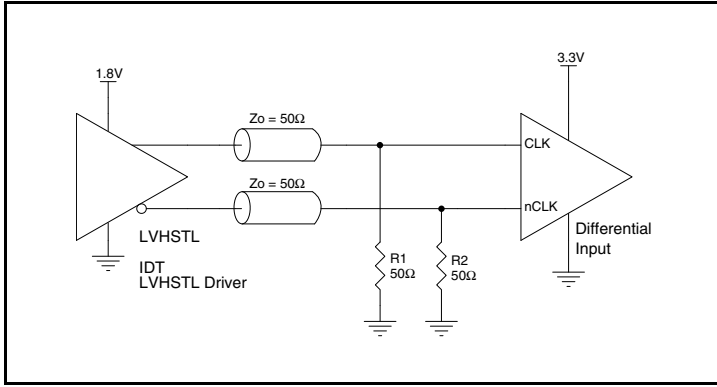 1.8V
3.3V
Zo = 50Ω
CLK
Zo = 50Ω
nCLK
LVHSTL
IDT
LVHSTL Driver
R1
50Ω
R2
50Ω
Differential
Input